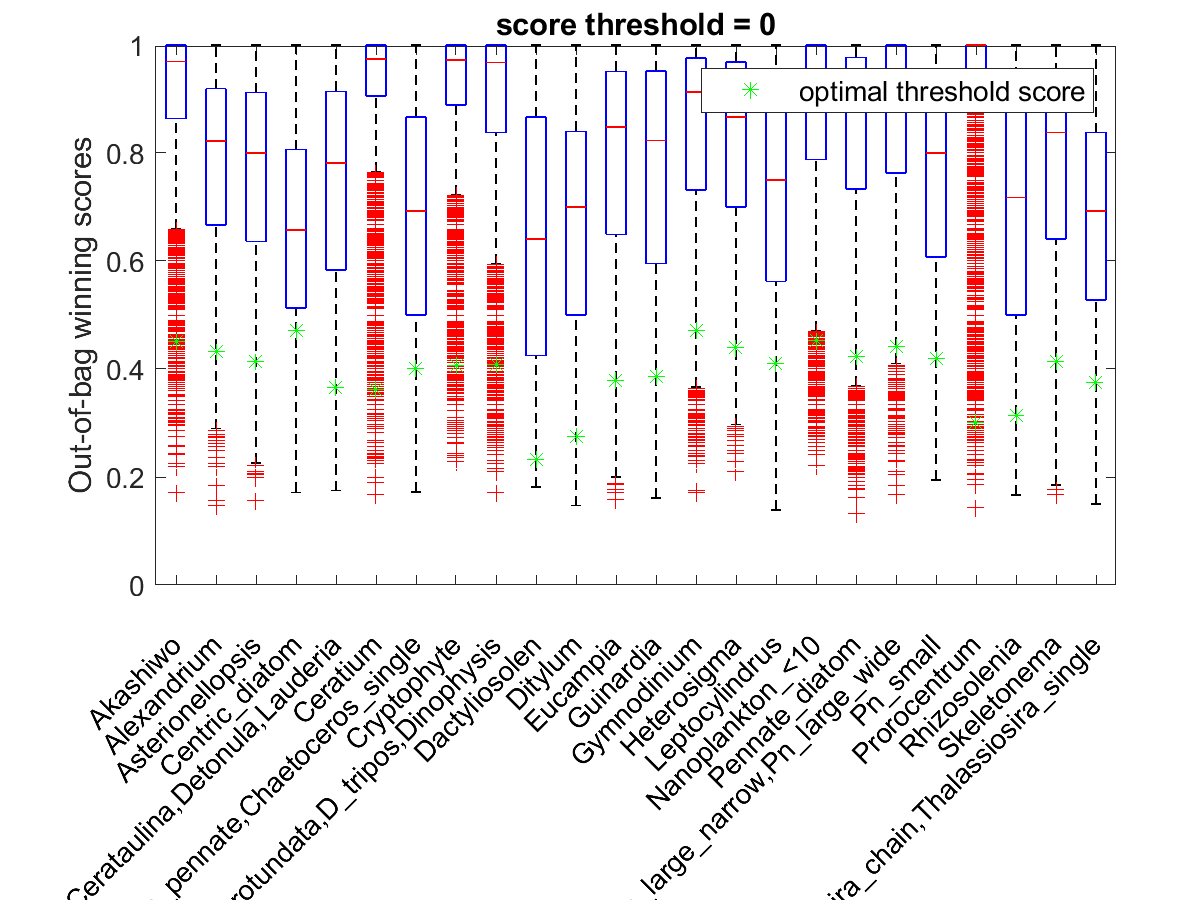 score threshold = 0
optimal threshold score
Out-of-bag winning scores
1
0.8
0.6
0.4
0.2
0
Akashiwo
Alexandrium
Asterionellopsis
Centric_diatom
Cerataulina,Detonula,Lauderia
Ceratium
_pennate,Chaetoceros_single
Cryptophyte
rotundata,D_tripos,Dinophysis
Dactyliosolen
Ditylum
Eucampia
Guinardia
Gymnodinium
Heterosigma
Leptocylindrus
Nanoplankton_<10
Pennate_diatom
_large_narrow,Pn_large_wide
Pn_small
Prorocentrum
Rhizosolenia
Skeletonema
ira_chain,Thalassiosira_single